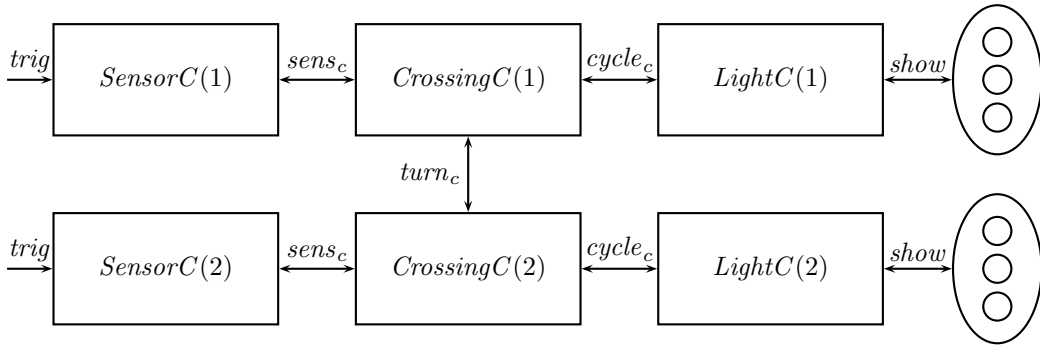 trig SensorC(1) sens_c CrossingC(1) cycle_c LightC(1) show
turn_c
trig SensorC(2) sens_c CrossingC(2) cycle_c LightC(2) show